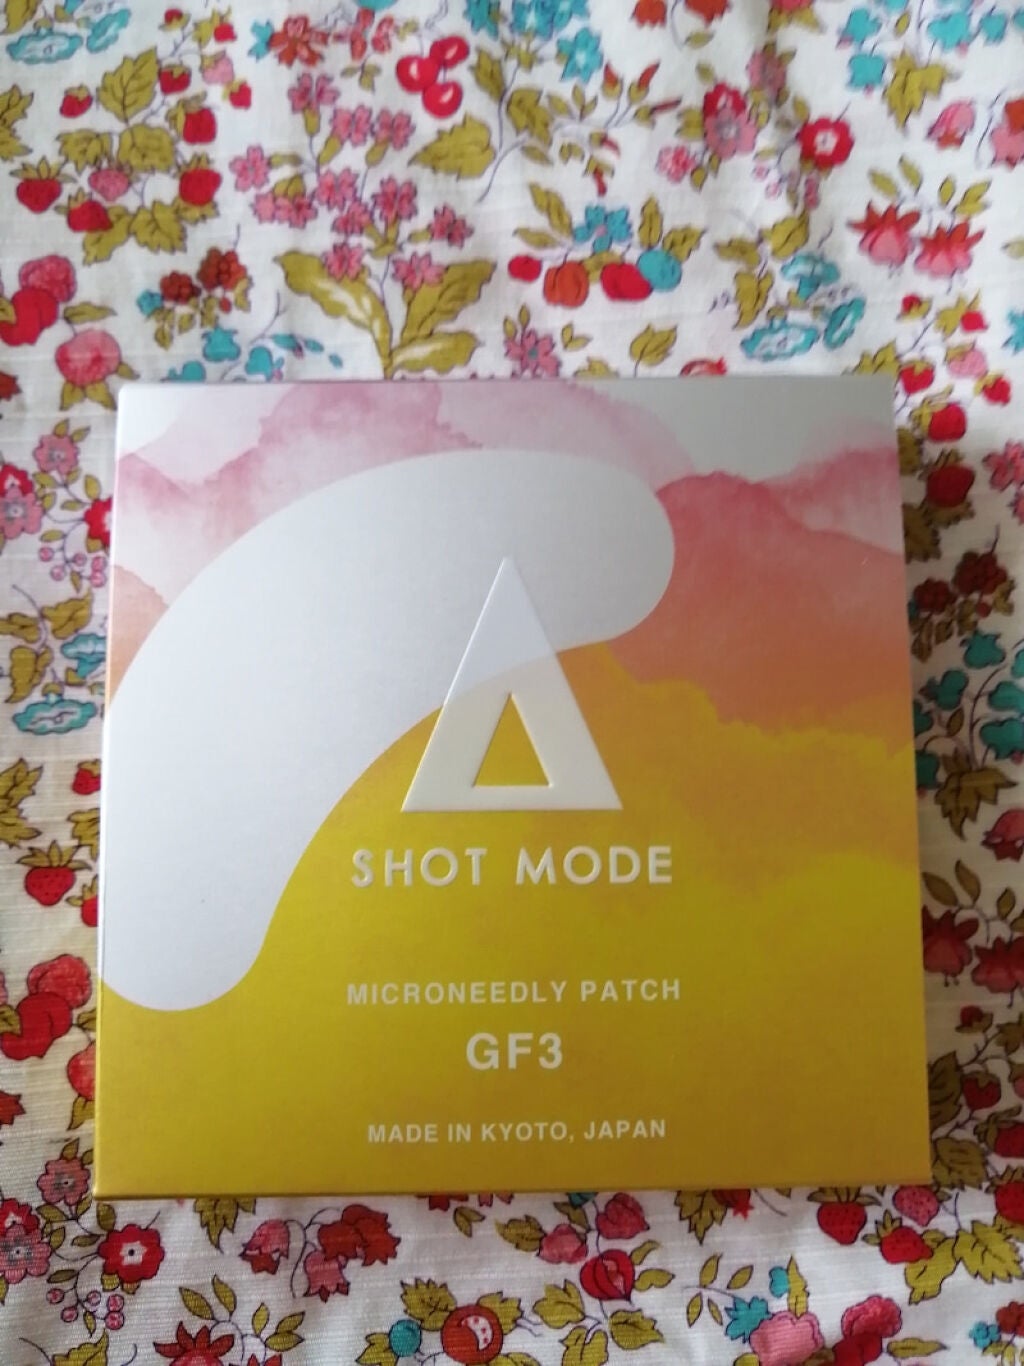 SHOT MODE
MICRONEEDLY PATCH
GF3
MADE IN KYOTO, JAPAN